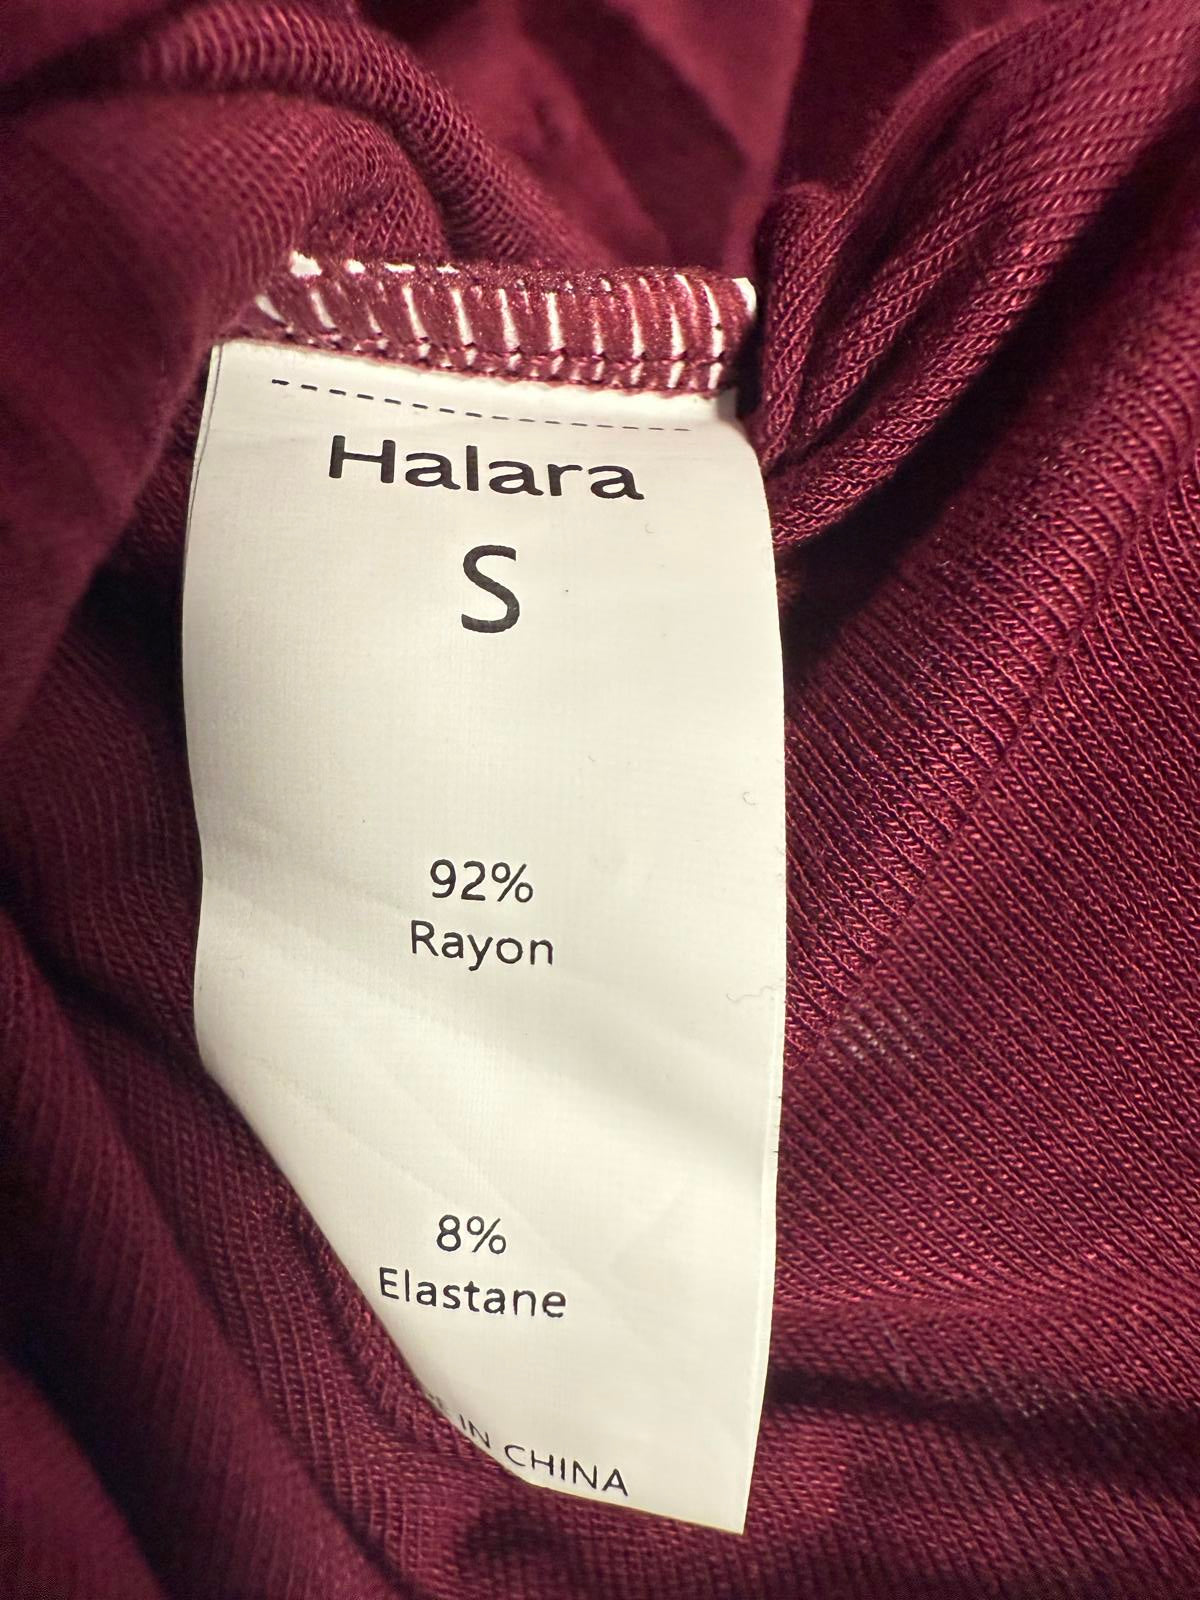 Halara
S
92%
Rayon
8%
Elastane
IN CHINA